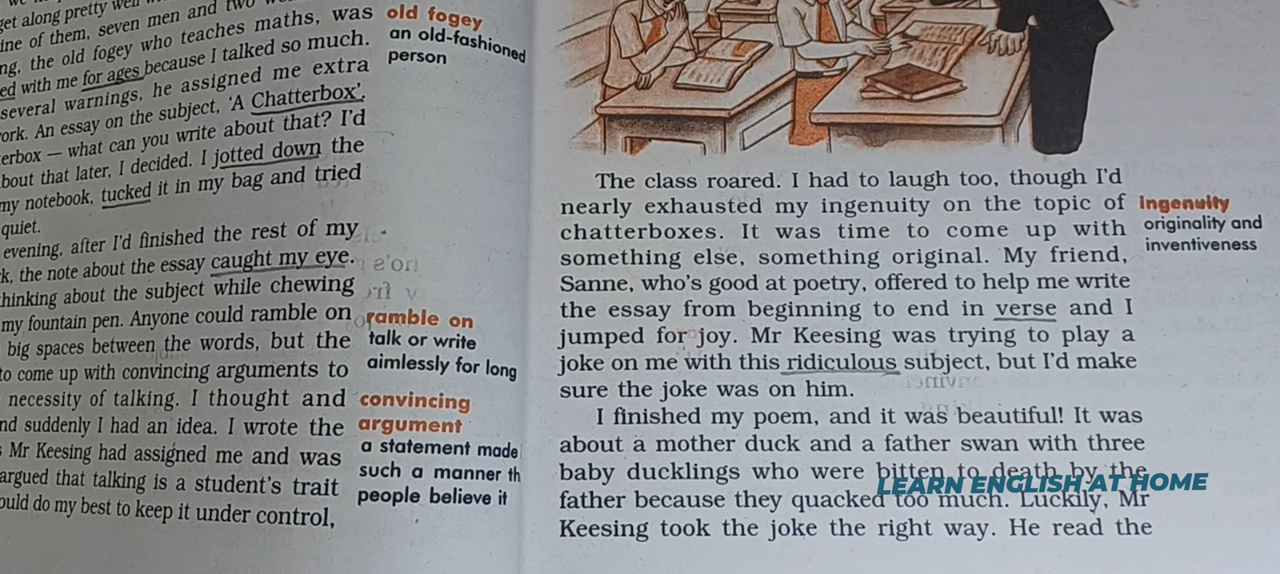 get along pretty well
ine of them, seven men and two
ng, the old fogey who teaches maths, was
ed with me for ages because I talked so much.
several warnings, he assigned me extra
ork. An essay on the subject, ‘A Chatterbox’.
erbox — what can you write about that? I’d
bout that later, I decided. I jotted down the
my notebook, tucked it in my bag and tried
quiet.
evening, after I’d finished the rest of my
k, the note about the essay caught my eye.
hinking about the subject while chewing
my fountain pen. Anyone could ramble on
big spaces between the words, but the
to come up with convincing arguments to
necessity of talking. I thought and
nd suddenly I had an idea. I wrote the
Mr Keesing had assigned me and was
argued that talking is a student’s trait
ould do my best to keep it under control,
old fogey
an old-fashioned
person
ramble on
talk or write
aimlessly for long
convincing
argument
a statement made
such a manner th
people believe it
The class roared. I had to laugh too, though I’d
nearly exhausted my ingenuity on the topic of
chatterboxes. It was time to come up with
something else, something original. My friend,
Sanne, who’s good at poetry, offered to help me write
the essay from beginning to end in verse and I
jumped for joy. Mr Keesing was trying to play a
joke on me with this ridiculous subject, but I’d make
sure the joke was on him.
I finished my poem, and it was beautiful! It was
about a mother duck and a father swan with three
baby ducklings who were bitten to death by the
father because they quacked too much. Luckily, Mr
Keesing took the joke the right way. He read the
Ingenuity
originality and
inventiveness
LEARN ENGLISH AT HOME